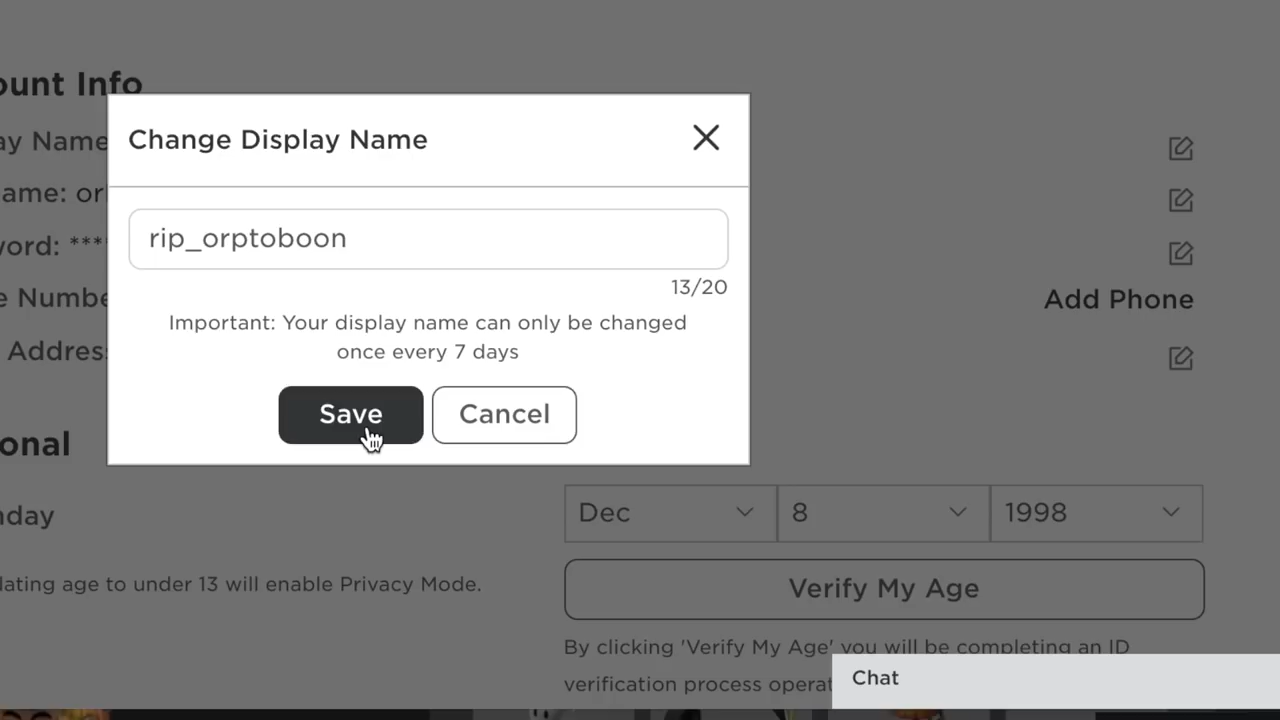 ount Info
Change Display Name
ay Name
ame: or
rip_orptoboon
word: ****
13/20
e Numbe
Add Phone
Important: Your display name can only be changed
once every 7 days
Address
Save
Cancel
onal
hday
Dec
8
1998
lating age to under 13 will enable Privacy Mode.
Verify My Age
By clicking 'Verify My Age' you will be completing an ID
verification process operat
Chat